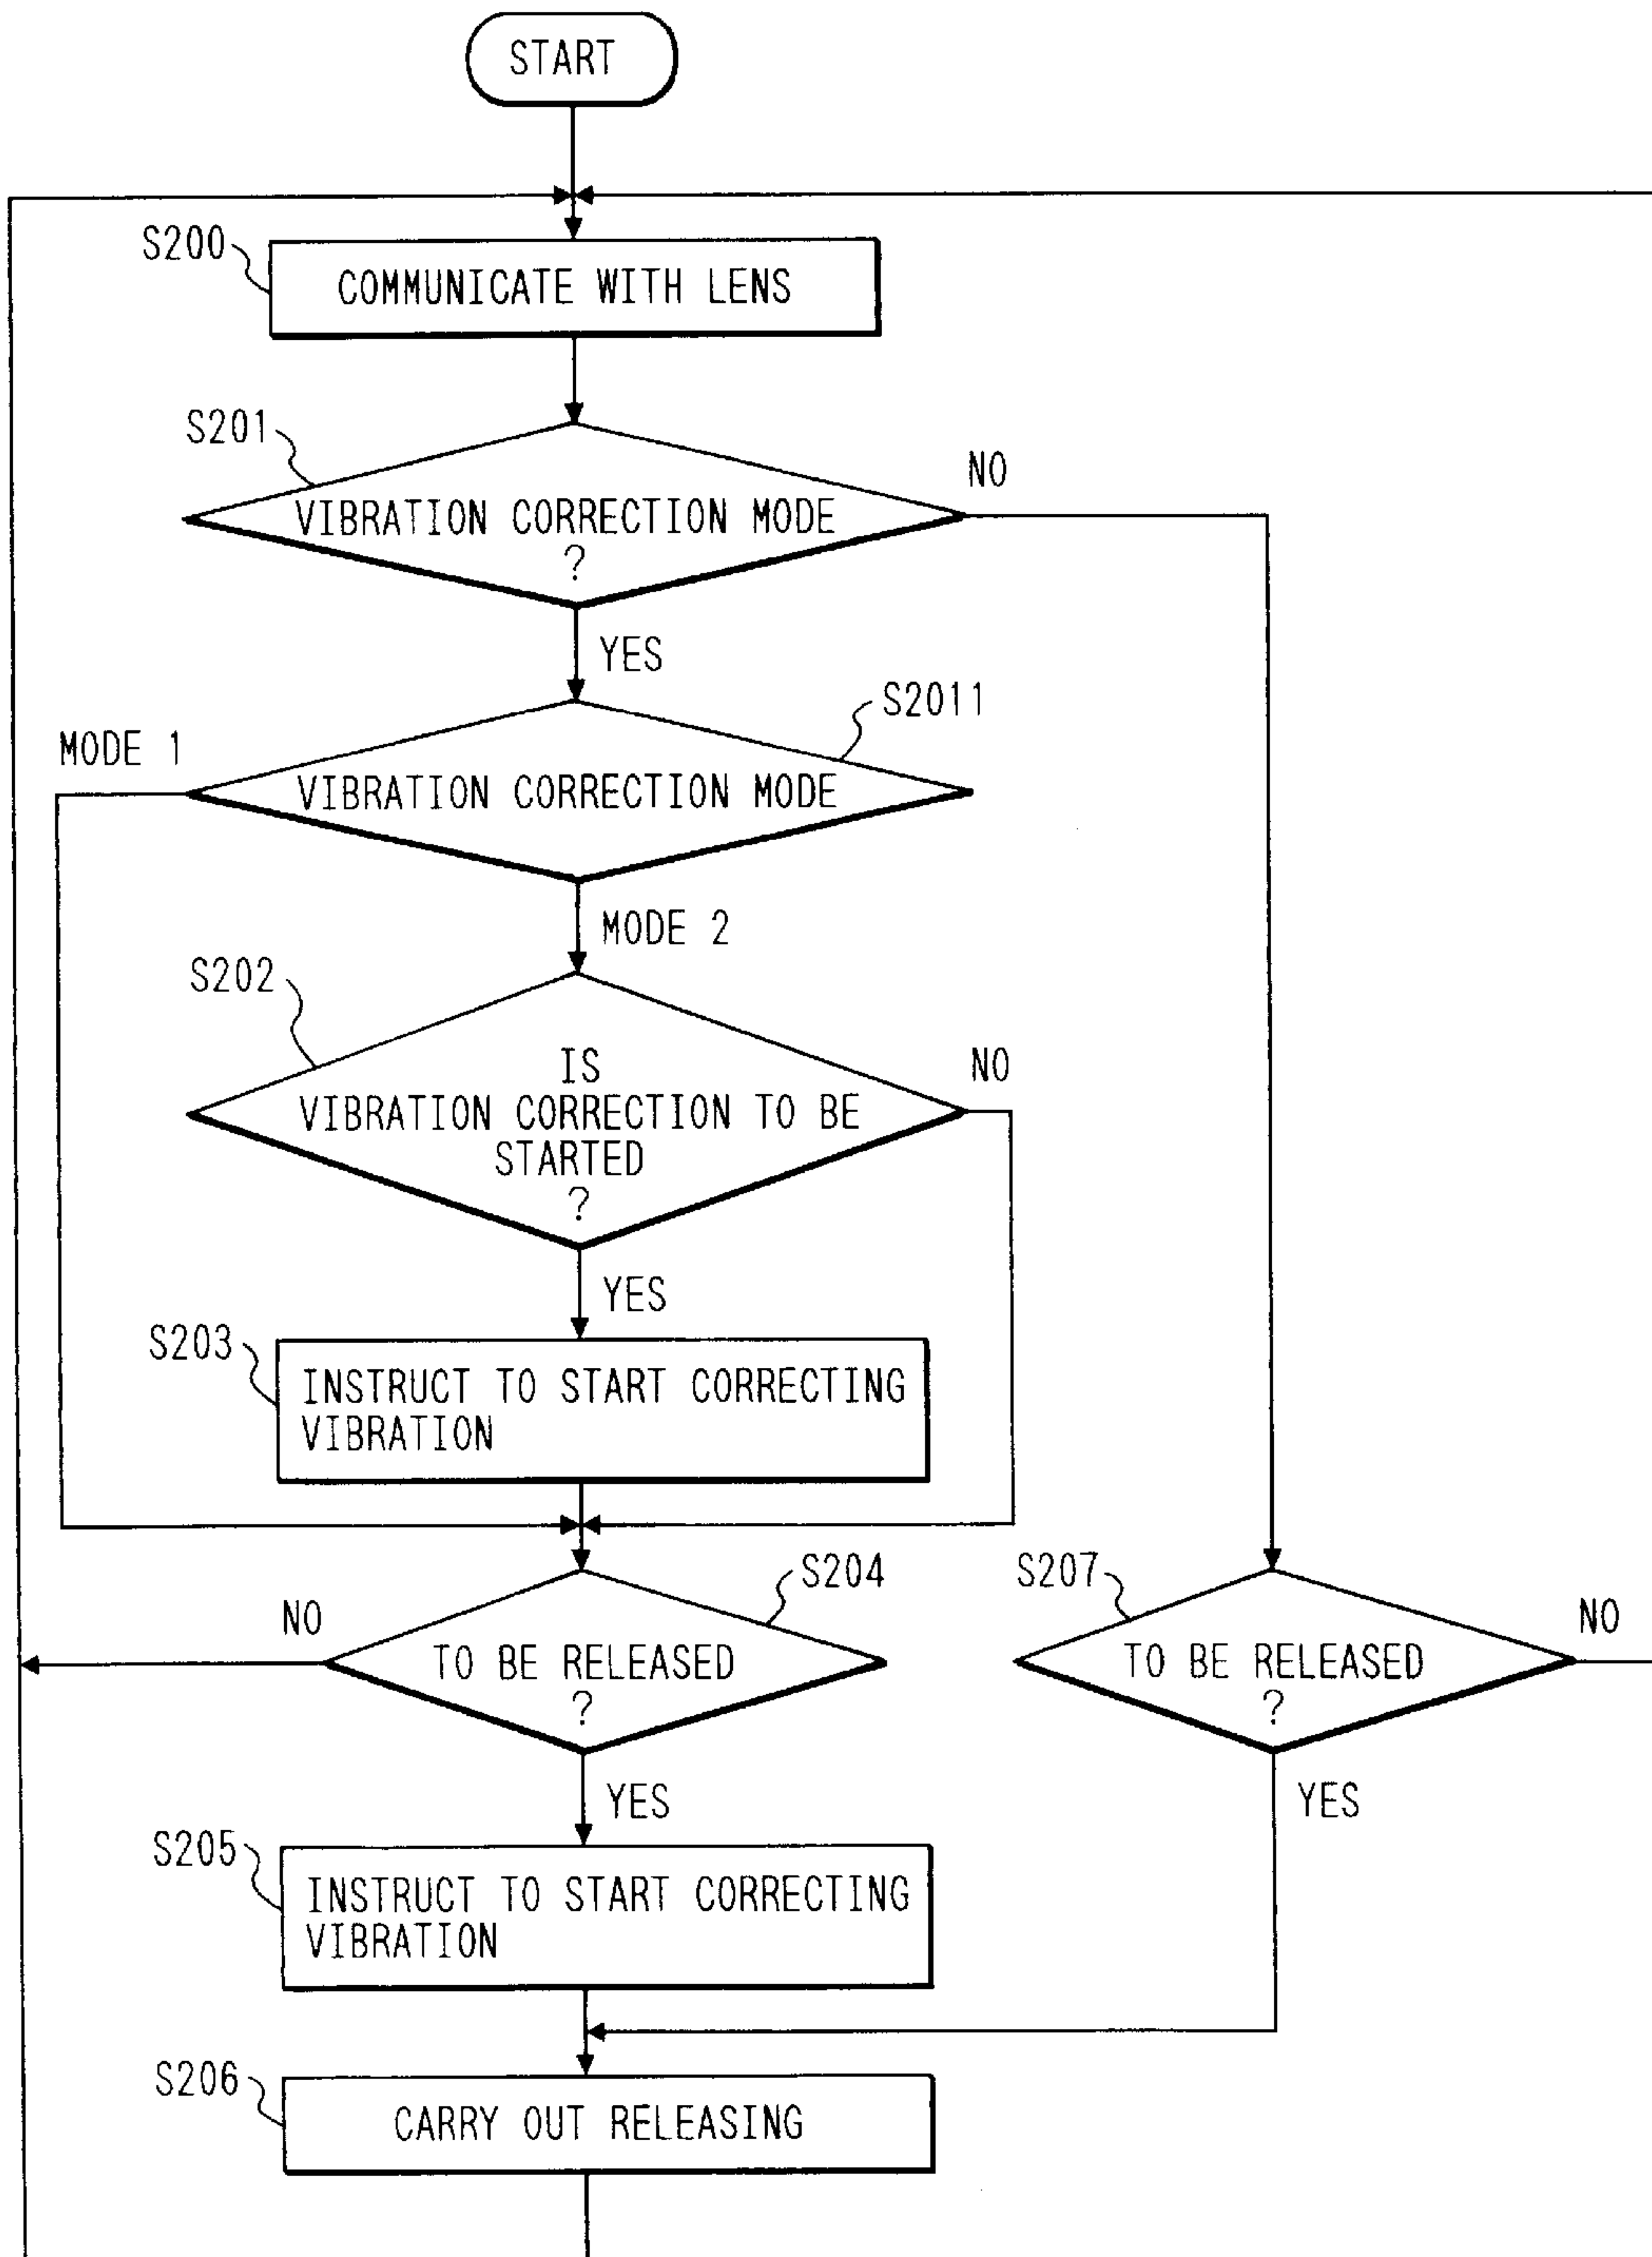 START
S200
COMMUNICATE WITH LENS
S201
NO
VIBRATION CORRECTION MODE
?
YES
S2011
MODE 1
VIBRATION CORRECTION MODE
MODE 2
S202
IS
NO
VIBRATION CORRECTION TO BE
STARTED
?
YES
S203
INSTRUCT TO START CORRECTING
VIBRATION
S204
S207
NO
NO
TO BE RELEASED
?
TO BE RELEASED
?
YES
YES
S205
INSTRUCT TO START CORRECTING
VIBRATION
S206
CARRY OUT RELEASING